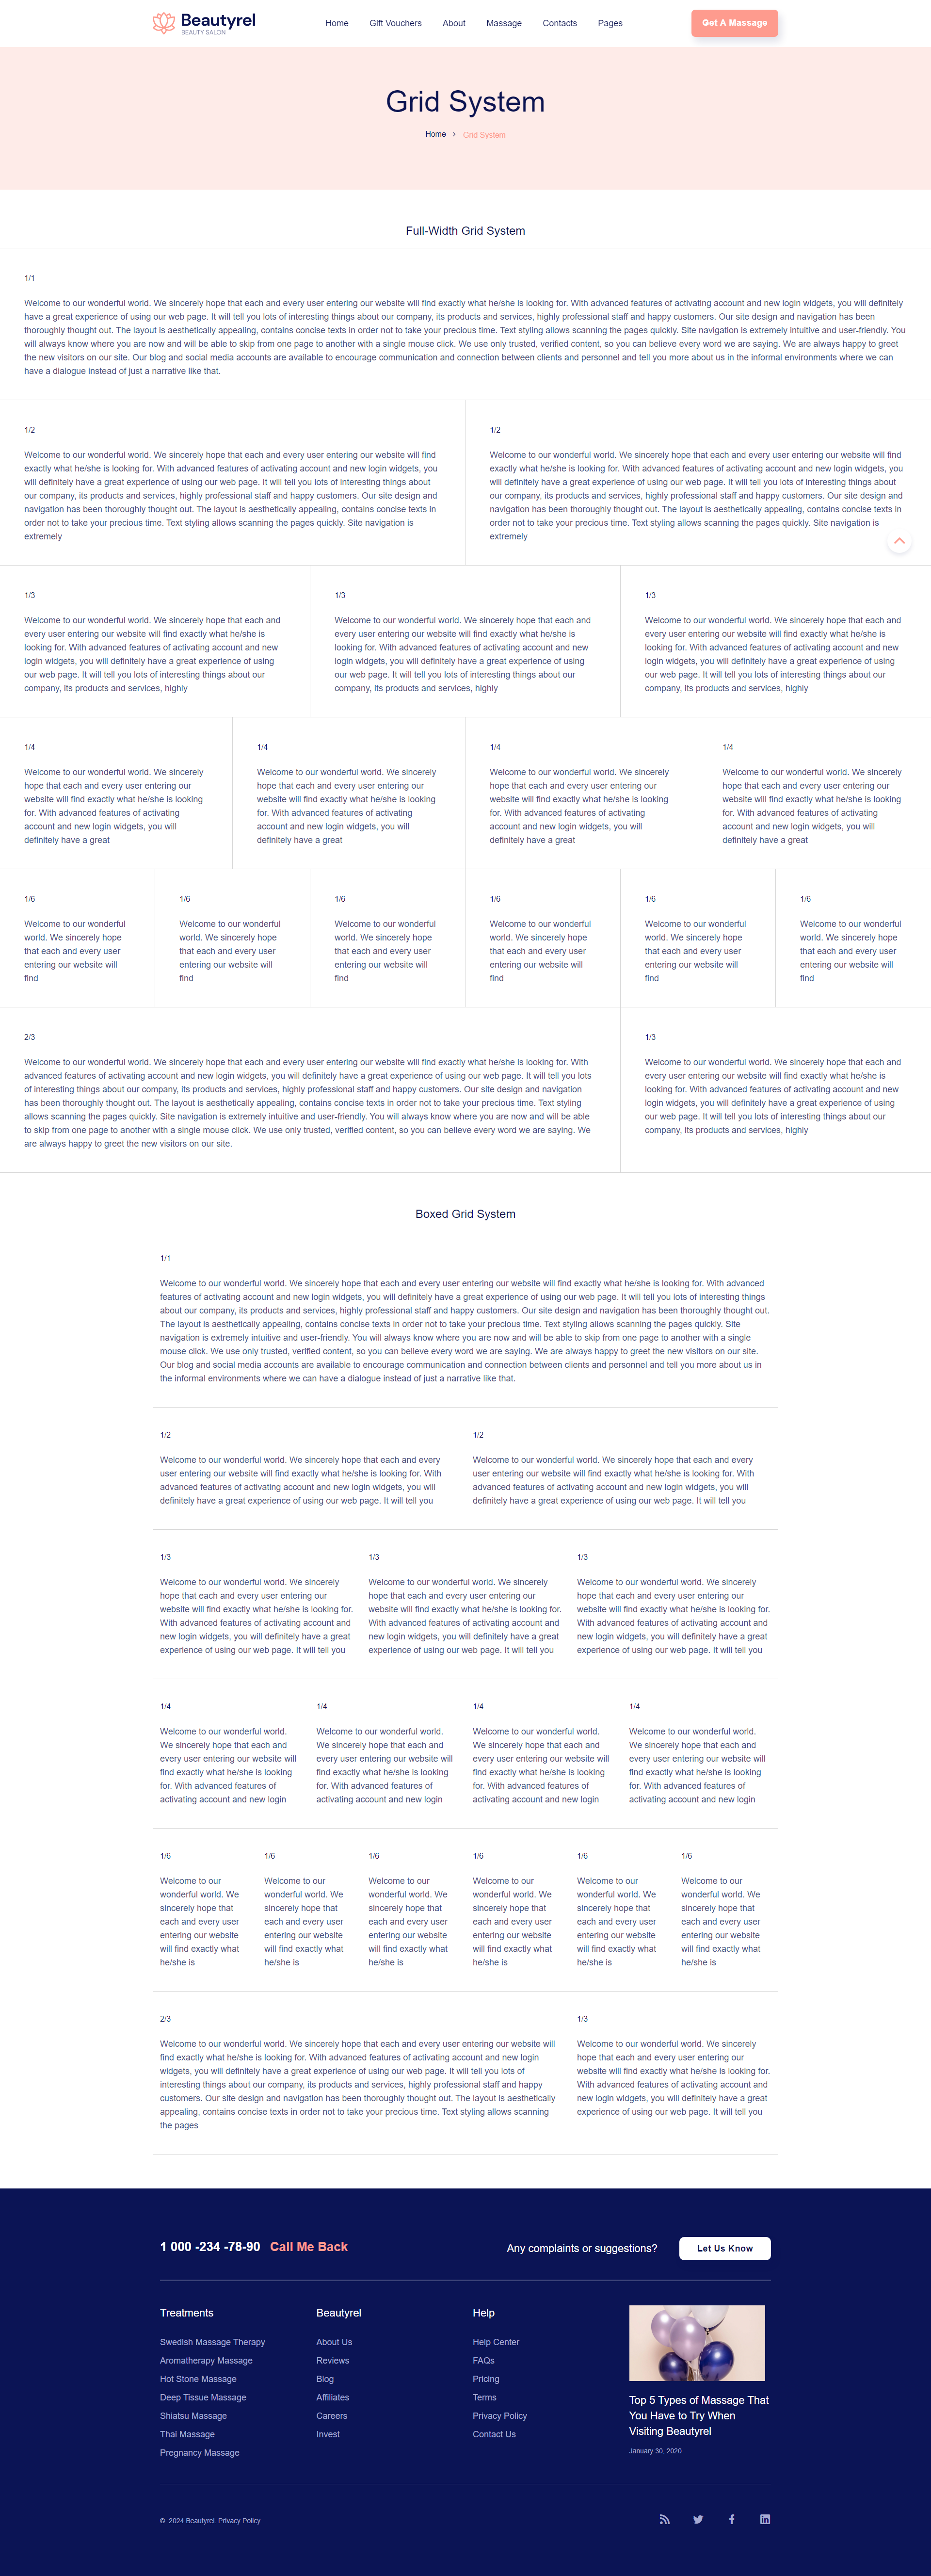 Beautyrel
BEAUTY SALON
Home Gift Vouchers About Massage Contacts Pages
Get A Massage
Grid System
Home > Grid System
Full-Width Grid System
1/1
Welcome to our wonderful world. We sincerely hope that each and every user entering our website will find exactly what he/she is looking for. With advanced features of activating account and new login widgets, you will definitely
have a great experience of using our web page. It will tell you lots of interesting things about our company, its products and services, highly professional staff and happy customers. Our site design and navigation has been
thoroughly thought out. The layout is aesthetically appealing, contains concise texts in order not to take your precious time. Text styling allows scanning the pages quickly. Site navigation is extremely intuitive and user-friendly. You
will always know where you are now and will be able to skip from one page to another with a single mouse click. We use only trusted, verified content, so you can believe every word we are saying. We are always happy to greet
the new visitors on our site. Our blog and social media accounts are available to encourage communication and connection between clients and personnel and tell you more about us in the informal environments where we can
have a dialogue instead of just a narrative like that.
1/2
Welcome to our wonderful world. We sincerely hope that each and every user entering our website will find
exactly what he/she is looking for. With advanced features of activating account and new login widgets, you
will definitely have a great experience of using our web page. It will tell you lots of interesting things about
our company, its products and services, highly professional staff and happy customers. Our site design and
navigation has been thoroughly thought out. The layout is aesthetically appealing, contains concise texts in
order not to take your precious time. Text styling allows scanning the pages quickly. Site navigation is
extremely
1/2
Welcome to our wonderful world. We sincerely hope that each and every user entering our website will find
exactly what he/she is looking for. With advanced features of activating account and new login widgets, you
will definitely have a great experience of using our web page. It will tell you lots of interesting things about
our company, its products and services, highly professional staff and happy customers. Our site design and
navigation has been thoroughly thought out. The layout is aesthetically appealing, contains concise texts in
order not to take your precious time. Text styling allows scanning the pages quickly. Site navigation is
extremely
1/3
Welcome to our wonderful world. We sincerely hope that each and
every user entering our website will find exactly what he/she is
looking for. With advanced features of activating account and new
login widgets, you will definitely have a great experience of using
our web page. It will tell you lots of interesting things about our
company, its products and services, highly
1/3
Welcome to our wonderful world. We sincerely hope that each and
every user entering our website will find exactly what he/she is
looking for. With advanced features of activating account and new
login widgets, you will definitely have a great experience of using
our web page. It will tell you lots of interesting things about our
company, its products and services, highly
1/3
Welcome to our wonderful world. We sincerely hope that each and
every user entering our website will find exactly what he/she is
looking for. With advanced features of activating account and new
login widgets, you will definitely have a great experience of using
our web page. It will tell you lots of interesting things about our
company, its products and services, highly
1/4
Welcome to our wonderful world. We sincerely
hope that each and every user entering our
website will find exactly what he/she is looking
for. With advanced features of activating
account and new login widgets, you will
definitely have a great
1/4
Welcome to our wonderful world. We sincerely
hope that each and every user entering our
website will find exactly what he/she is looking
for. With advanced features of activating
account and new login widgets, you will
definitely have a great
1/4
Welcome to our wonderful world. We sincerely
hope that each and every user entering our
website will find exactly what he/she is looking
for. With advanced features of activating
account and new login widgets, you will
definitely have a great
1/4
Welcome to our wonderful world. We sincerely
hope that each and every user entering our
website will find exactly what he/she is looking
for. With advanced features of activating
account and new login widgets, you will
definitely have a great
1/6
Welcome to our wonderful
world. We sincerely hope
that each and every user
entering our website will
find
1/6
Welcome to our wonderful
world. We sincerely hope
that each and every user
entering our website will
find
1/6
Welcome to our wonderful
world. We sincerely hope
that each and every user
entering our website will
find
1/6
Welcome to our wonderful
world. We sincerely hope
that each and every user
entering our website will
find
1/6
Welcome to our wonderful
world. We sincerely hope
that each and every user
entering our website will
find
1/6
Welcome to our wonderful
world. We sincerely hope
that each and every user
entering our website will
find
2/3
Welcome to our wonderful world. We sincerely hope that each and every user entering our website will find exactly what he/she is looking for. With
advanced features of activating account and new login widgets, you will definitely have a great experience of using our web page. It will tell you lots
of interesting things about our company, its products and services, highly professional staff and happy customers. Our site design and navigation
has been thoroughly thought out. The layout is aesthetically appealing, contains concise texts in order not to take your precious time. Text styling
allows scanning the pages quickly. Site navigation is extremely intuitive and user-friendly. You will always know where you are now and will be able
to skip from one page to another with a single mouse click. We use only trusted, verified content, so you can believe every word we are saying. We
are always happy to greet the new visitors on our site.
1/3
Welcome to our wonderful world. We sincerely hope that each and
every user entering our website will find exactly what he/she is
looking for. With advanced features of activating account and new
login widgets, you will definitely have a great experience of using
our web page. It will tell you lots of interesting things about our
company, its products and services, highly
Boxed Grid System
1/1
Welcome to our wonderful world. We sincerely hope that each and every user entering our website will find exactly what he/she is looking for. With advanced
features of activating account and new login widgets, you will definitely have a great experience of using our web page. It will tell you lots of interesting things
about our company, its products and services, highly professional staff and happy customers. Our site design and navigation has been thoroughly thought out.
The layout is aesthetically appealing, contains concise texts in order not to take your precious time. Text styling allows scanning the pages quickly. Site
navigation is extremely intuitive and user-friendly. You will always know where you are now and will be able to skip from one page to another with a single
mouse click. We use only trusted, verified content, so you can believe every word we are saying. We are always happy to greet the new visitors on our site.
Our blog and social media accounts are available to encourage communication and connection between clients and personnel and tell you more about us in
the informal environments where we can have a dialogue instead of just a narrative like that.
1/2
Welcome to our wonderful world. We sincerely hope that each and every
user entering our website will find exactly what he/she is looking for. With
advanced features of activating account and new login widgets, you will
definitely have a great experience of using our web page. It will tell you
1/2
Welcome to our wonderful world. We sincerely hope that each and every
user entering our website will find exactly what he/she is looking for. With
advanced features of activating account and new login widgets, you will
definitely have a great experience of using our web page. It will tell you
1/3
Welcome to our wonderful world. We sincerely
hope that each and every user entering our
website will find exactly what he/she is looking for.
With advanced features of activating account and
new login widgets, you will definitely have a great
experience of using our web page. It will tell you
1/3
Welcome to our wonderful world. We sincerely
hope that each and every user entering our
website will find exactly what he/she is looking for.
With advanced features of activating account and
new login widgets, you will definitely have a great
experience of using our web page. It will tell you
1/3
Welcome to our wonderful world. We sincerely
hope that each and every user entering our
website will find exactly what he/she is looking for.
With advanced features of activating account and
new login widgets, you will definitely have a great
experience of using our web page. It will tell you
1/4
Welcome to our wonderful world.
We sincerely hope that each and
every user entering our website will
find exactly what he/she is looking
for. With advanced features of
activating account and new login
1/4
Welcome to our wonderful world.
We sincerely hope that each and
every user entering our website will
find exactly what he/she is looking
for. With advanced features of
activating account and new login
1/4
Welcome to our wonderful world.
We sincerely hope that each and
every user entering our website will
find exactly what he/she is looking
for. With advanced features of
activating account and new login
1/4
Welcome to our wonderful world.
We sincerely hope that each and
every user entering our website will
find exactly what he/she is looking
for. With advanced features of
activating account and new login
1/6
Welcome to our
wonderful world. We
sincerely hope that
each and every user
entering our website
will find exactly what
he/she is
1/6
Welcome to our
wonderful world. We
sincerely hope that
each and every user
entering our website
will find exactly what
he/she is
1/6
Welcome to our
wonderful world. We
sincerely hope that
each and every user
entering our website
will find exactly what
he/she is
1/6
Welcome to our
wonderful world. We
sincerely hope that
each and every user
entering our website
will find exactly what
he/she is
1/6
Welcome to our
wonderful world. We
sincerely hope that
each and every user
entering our website
will find exactly what
he/she is
1/6
Welcome to our
wonderful world. We
sincerely hope that
each and every user
entering our website
will find exactly what
he/she is
2/3
Welcome to our wonderful world. We sincerely hope that each and every user entering our website will
find exactly what he/she is looking for. With advanced features of activating account and new login
widgets, you will definitely have a great experience of using our web page. It will tell you lots of
interesting things about our company, its products and services, highly professional staff and happy
customers. Our site design and navigation has been thoroughly thought out. The layout is aesthetically
appealing, contains concise texts in order not to take your precious time. Text styling allows scanning
the pages
1/3
Welcome to our wonderful world. We sincerely
hope that each and every user entering our
website will find exactly what he/she is looking for.
With advanced features of activating account and
new login widgets, you will definitely have a great
experience of using our web page. It will tell you
1 000 -234 -78-90 Call Me Back
Any complaints or suggestions?
Let Us Know
Treatments
Swedish Massage Therapy
Aromatherapy Massage
Hot Stone Massage
Deep Tissue Massage
Shiatsu Massage
Thai Massage
Pregnancy Massage
Beautyrel
About Us
Reviews
Blog
Affiliates
Careers
Invest
Help
Help Center
FAQs
Pricing
Terms
Privacy Policy
Contact Us
Top 5 Types of Massage That
You Have to Try When
Visiting Beautyrel
January 30, 2020
© 2024 Beautyrel. Privacy Policy